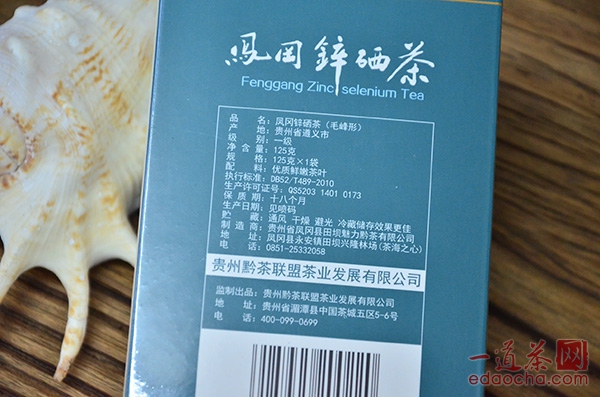 凤冈锌硒茶
Fenggang Zinc selenium Tea
品　　名：凤冈锌硒茶（毛峰形）
产　　地：贵州省遵义市
级　　别：一级
净 含 量：125克
规　　格：125克×1袋
配　　料：优质鲜嫩茶叶
执行标准：DB52/T489-2010
生产许可证号：QS5203 1401 0173
保 质 期：十八个月
生产日期：见喷码
贮　　藏：通风 干燥 避光 冷藏储存效果更佳
制 造 商：贵州省凤冈县田坝魅力黔茶有限公司
地　　址：凤冈县永安镇田坝兴隆林场（茶海之心）
电　　话：0851-25332058
贵州黔茶联盟茶业发展有限公司
监制出品：贵州黔茶联盟茶业发展有限公司
地　　址：贵州省湄潭县中国茶城五区5-6号
电　　话：400-099-0699
一道茶网
edaocha.com